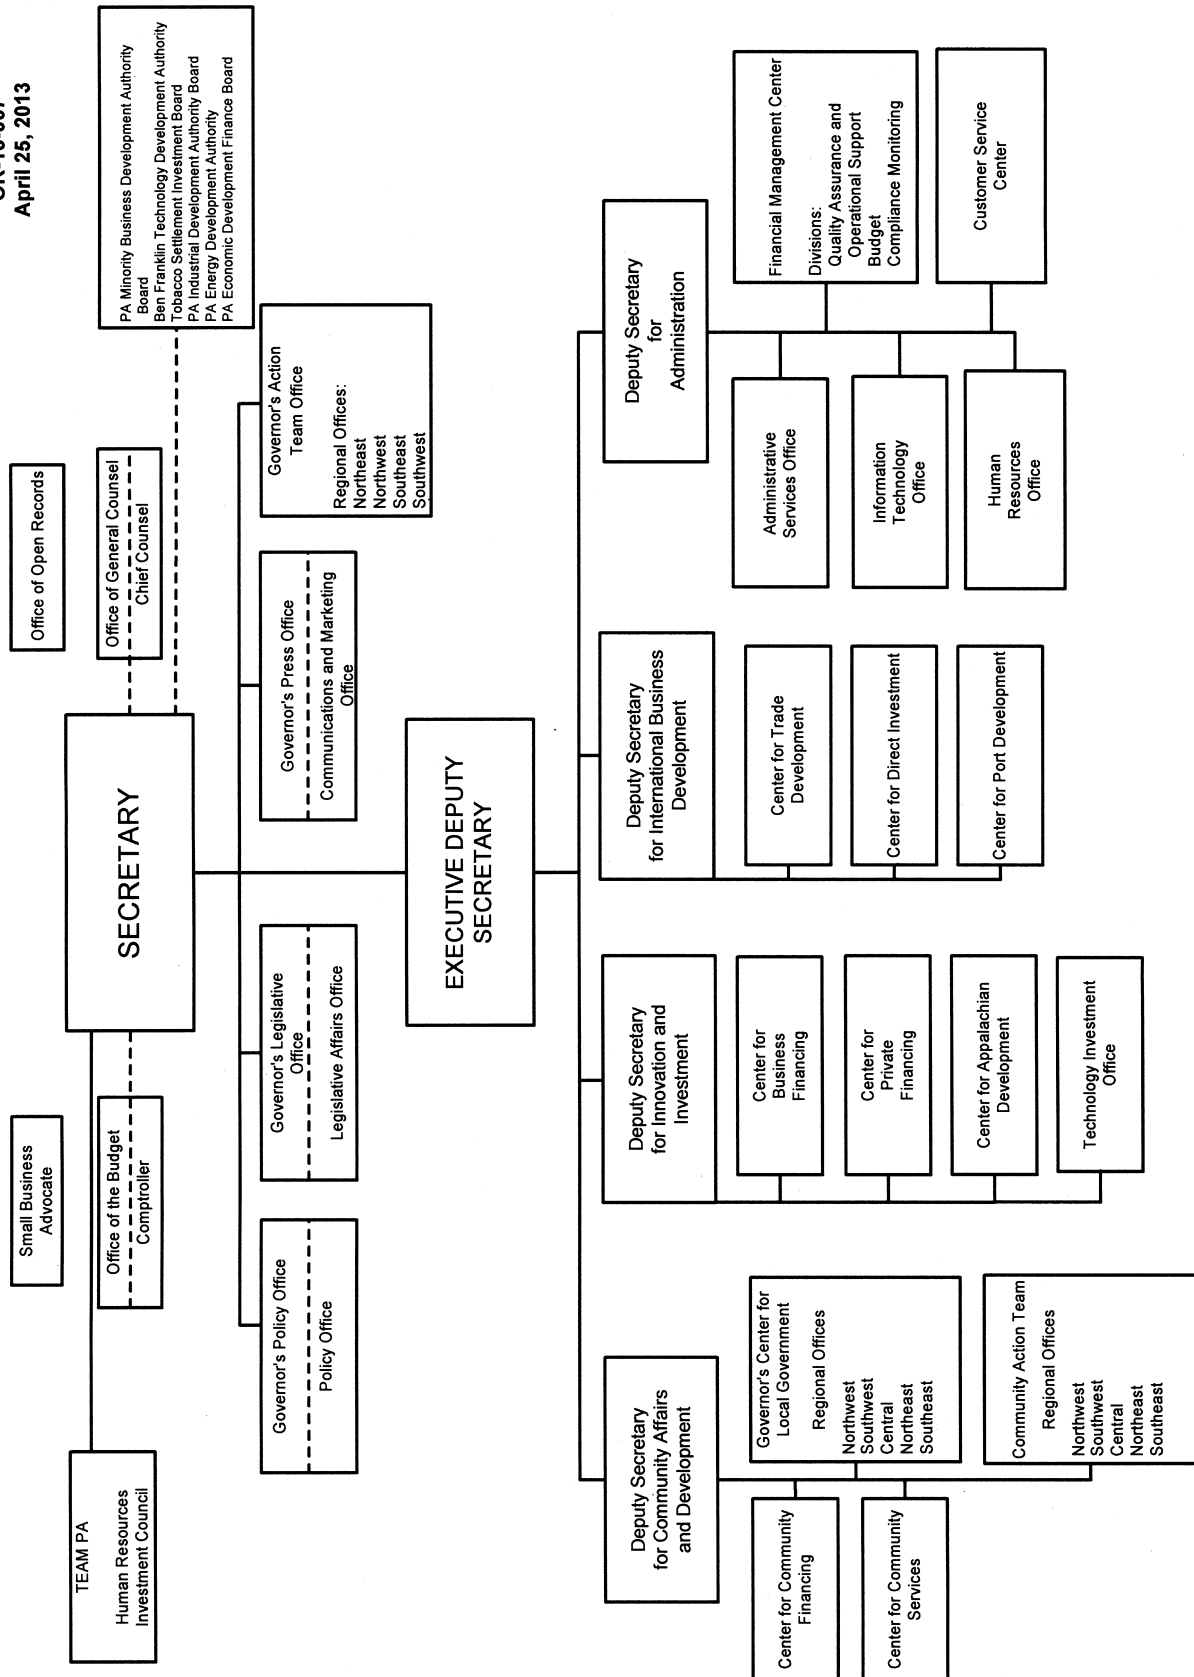 April 25, 2013
TEAM PA
Human Resources
Investment Council
Small Business
Advocate
Office of the Budget
Comptroller
SECRETARY
Office of Open Records
Office of General Counsel
Chief Counsel
PA Minority Business Development Authority
Board
Ben Franklin Technology Development Authority
Tobacco Settlement Investment Board
PA Industrial Development Authority Board
PA Energy Development Authority
PA Economic Development Finance Board
Governor's Policy Office
Policy Office
Governor's Legislative
Office
Legislative Affairs Office
Governor's Press Office
Communications and Marketing
Office
Governor's Action
Team Office
Regional Offices:
Northeast
Northwest
Southeast
Southwest
EXECUTIVE DEPUTY
SECRETARY
Deputy Secretary
for Community Affairs
and Development
Center for Community
Financing
Center for Community
Services
Governor's Center for
Local Government
Regional Offices
Northwest
Southwest
Central
Northeast
Southeast
Community Action Team
Regional Offices
Northwest
Southwest
Central
Northeast
Southeast
Deputy Secretary
for Innovation and
Investment
Center for
Business
Financing
Center for
Private
Financing
Center for Appalachian
Development
Technology Investment
Office
Deputy Secretary
for International Business
Development
Center for Trade
Development
Center for Direct Investment
Center for Port Development
Deputy Secretary
for
Administration
Administrative
Services Office
Information
Technology
Office
Human
Resources
Office
Financial Management Center
Divisions:
Quality Assurance and
Operational Support
Budget
Compliance Monitoring
Customer Service
Center